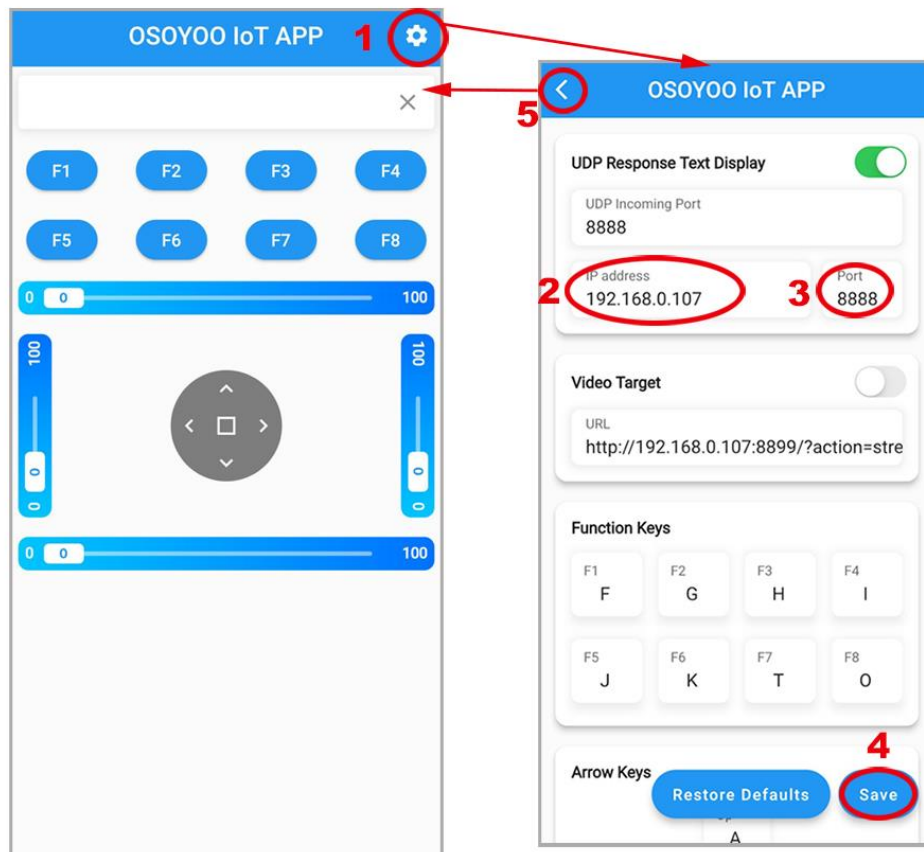 OSOYOO IoT APP
1
F1 F2 F3 F4
F5 F6 F7 F8
0 0 100
100 0 0
100 0 0
0 0 100
5
OSOYOO IoT APP
UDP Response Text Display
UDP Incoming Port
8888
2
IP address
192.168.0.107
3
Port
8888
Video Target
URL
http://192.168.0.107:8899/?action=stre
Function Keys
F1 F2 F3 F4
F G H I
F5 F6 F7 F8
J K T O
4
Arrow Keys
Restore Defaults
Save
A